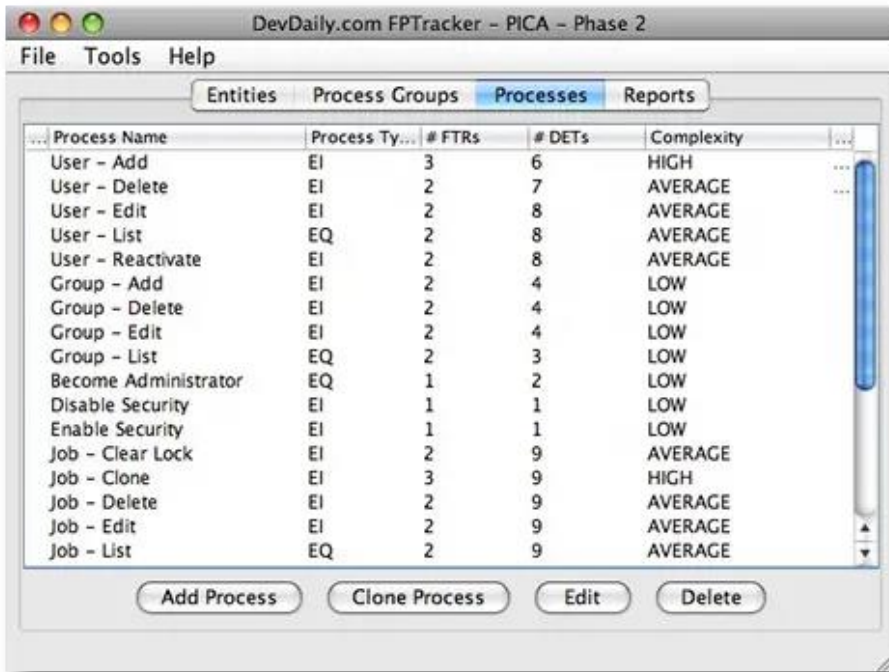 DevDaily.com FPTracker – PICA – Phase 2
File Tools Help
Entities Process Groups Processes Reports
... Process Name Process Ty... # FTRs # DETs Complexity ...
User – Add EI 3 6 HIGH ...
User – Delete EI 2 7 AVERAGE ...
User – Edit EI 2 8 AVERAGE
User – List EQ 2 8 AVERAGE
User – Reactivate EI 2 8 AVERAGE
Group – Add EI 2 4 LOW
Group – Delete EI 2 4 LOW
Group – Edit EI 2 4 LOW
Group – List EQ 2 3 LOW
Become Administrator EQ 1 2 LOW
Disable Security EI 1 1 LOW
Enable Security EI 1 1 LOW
Job – Clear Lock EI 2 9 AVERAGE
Job – Clone EI 3 9 HIGH
Job – Delete EI 2 9 AVERAGE
Job – Edit EI 2 9 AVERAGE
Job – List EQ 2 9 AVERAGE
Add Process Clone Process Edit Delete